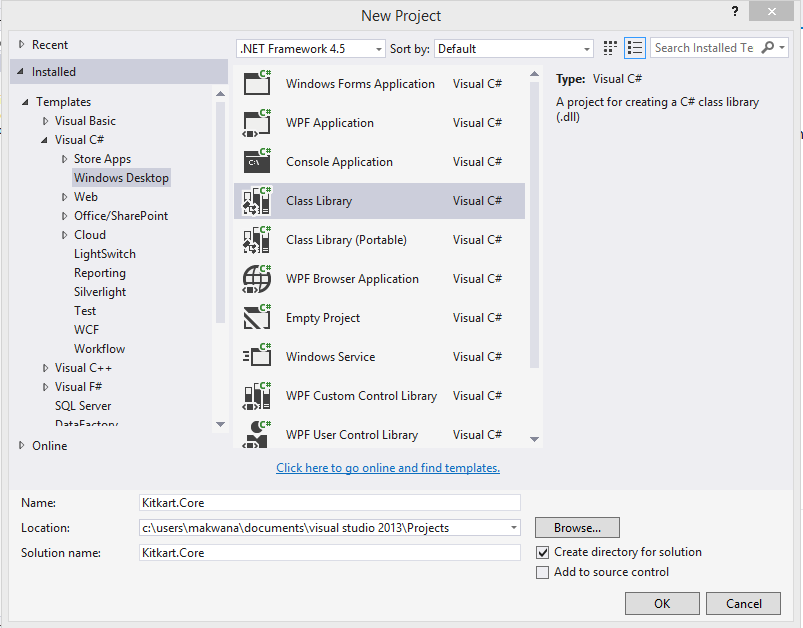 New Project
?
Recent
Installed
Templates
Visual Basic
Visual C#
Store Apps
Windows Desktop
Web
Office/SharePoint
Cloud
LightSwitch
Reporting
Silverlight
Test
WCF
Workflow
Visual C++
Visual F#
SQL Server
DataFactory
Online
.NET Framework 4.5
Sort by: Default
Search Installed Te
C# Windows Forms Application Visual C#
C# WPF Application Visual C#
C:\ C# Console Application Visual C#
C# Class Library Visual C#
C# Class Library (Portable) Visual C#
C# WPF Browser Application Visual C#
C# Empty Project Visual C#
C# Windows Service Visual C#
C# WPF Custom Control Library Visual C#
C# WPF User Control Library Visual C#
Click here to go online and find templates.
Type: Visual C#
A project for creating a C# class library
(.dll)
Name: Kitkart.Core
Location: c:\users\makwana\documents\visual studio 2013\Projects
Browse...
Solution name: Kitkart.Core
Create directory for solution
Add to source control
OK
Cancel